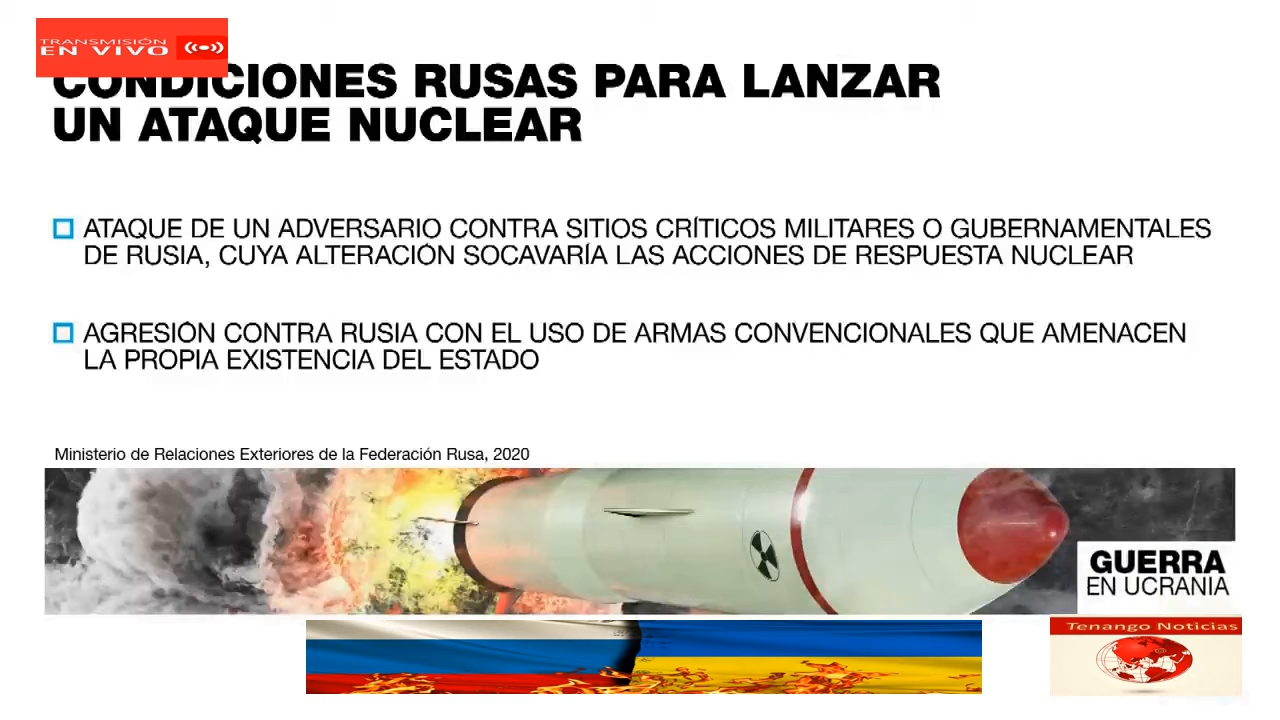 TRANSMISIÓN
EN VIVO
CONDICIONES RUSAS PARA LANZAR
UN ATAQUE NUCLEAR
ATAQUE DE UN ADVERSARIO CONTRA SITIOS CRÍTICOS MILITARES O GUBERNAMENTALES
DE RUSIA, CUYA ALTERACIÓN SOCAVARÍA LAS ACCIONES DE RESPUESTA NUCLEAR
AGRESIÓN CONTRA RUSIA CON EL USO DE ARMAS CONVENCIONALES QUE AMENACEN
LA PROPIA EXISTENCIA DEL ESTADO
Ministerio de Relaciones Exteriores de la Federación Rusa, 2020
GUERRA
EN UCRANIA
Tenango Noticias